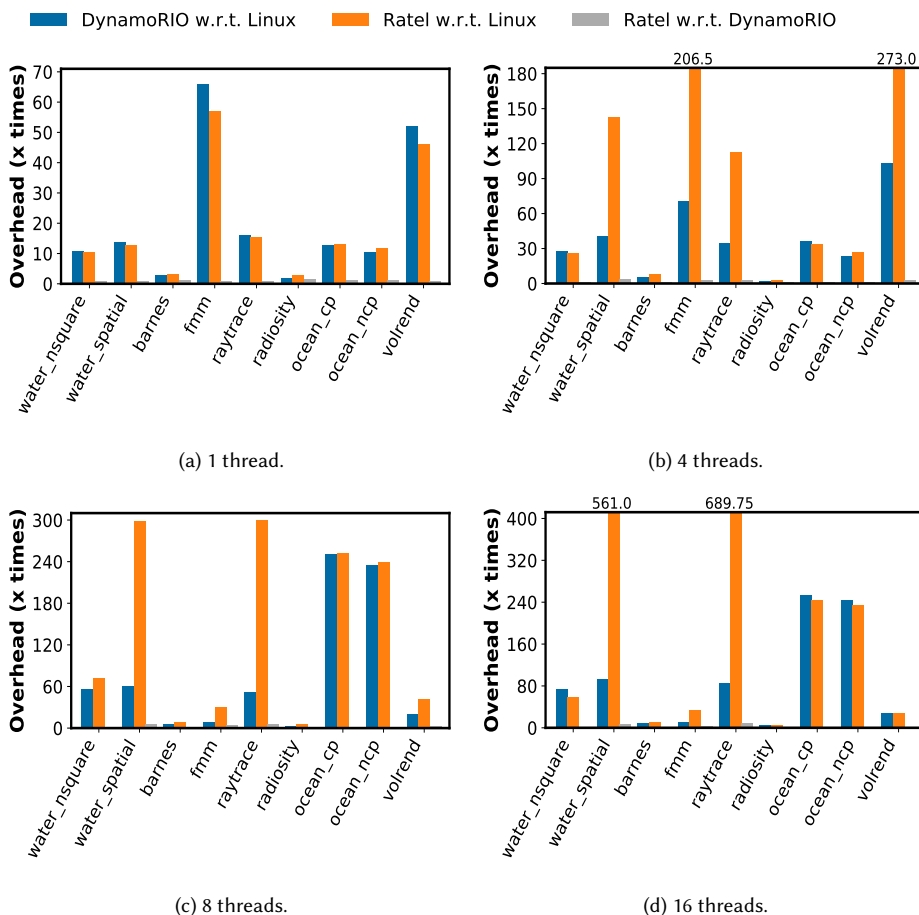 DynamoRIO w.r.t. Linux Ratel w.r.t. Linux Ratel w.r.t. DynamoRIO
Overhead (x times)
70
60
50
40
30
20
10
0
water_nsquare
water_spatial
barnes
fmm
raytrace
radiosity
ocean_cp
ocean_ncp
volrend
(a) 1 thread.
206.5 273.0
Overhead (x times)
180
150
120
90
60
30
0
water_nsquare
water_spatial
barnes
fmm
raytrace
radiosity
ocean_cp
ocean_ncp
volrend
(b) 4 threads.
Overhead (x times)
300
240
180
120
60
0
water_nsquare
water_spatial
barnes
fmm
raytrace
radiosity
ocean_cp
ocean_ncp
volrend
(c) 8 threads.
561.0 689.75
Overhead (x times)
400
320
240
160
80
0
water_nsquare
water_spatial
barnes
fmm
raytrace
radiosity
ocean_cp
ocean_ncp
volrend
(d) 16 threads.